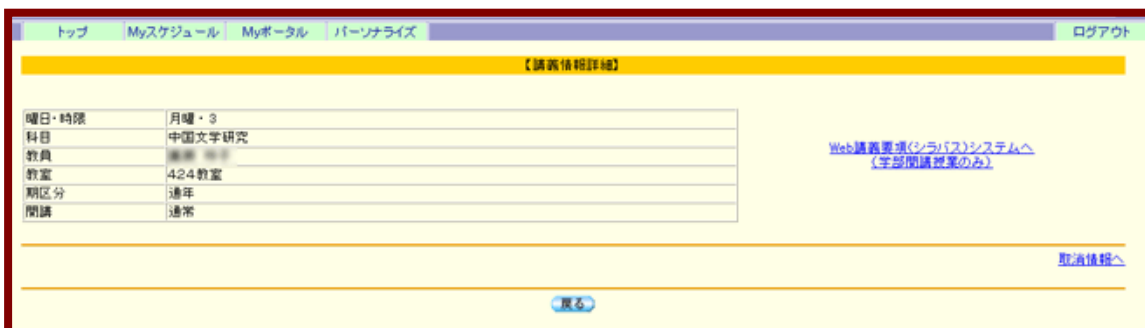 トップ Myスケジュール Myポータル パーソナライズ ログアウト
【講義情報詳細】
曜日・時限 月曜・3
科目 中国文学研究
教員
教室 424教室
期区分 通年
開講 通常
Web講義要項(シラバス)システムへ
(学部開講授業のみ)
取消情報へ
戻る